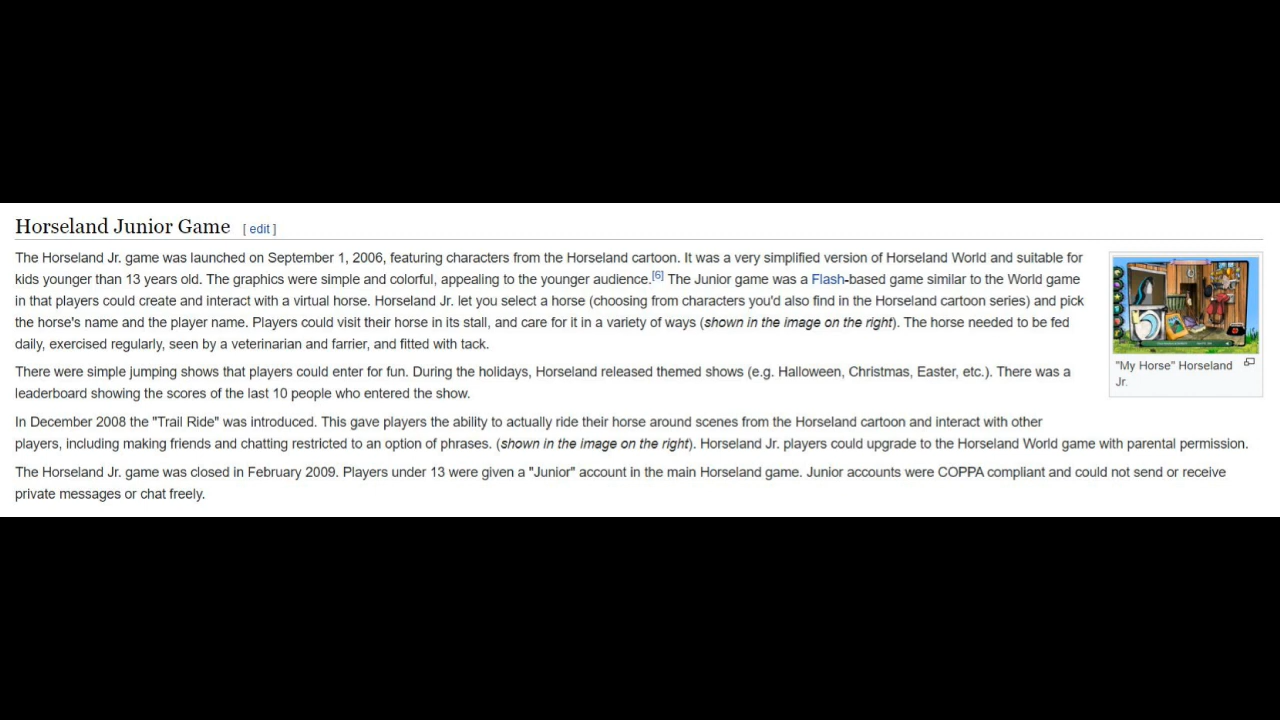 Horseland Junior Game [ edit ]
The Horseland Jr. game was launched on September 1, 2006, featuring characters from the Horseland cartoon. It was a very simplified version of Horseland World and suitable for
kids younger than 13 years old. The graphics were simple and colorful, appealing to the younger audience.[6] The Junior game was a Flash-based game similar to the World game
in that players could create and interact with a virtual horse. Horseland Jr. let you select a horse (choosing from characters you'd also find in the Horseland cartoon series) and pick
the horse's name and the player name. Players could visit their horse in its stall, and care for it in a variety of ways (shown in the image on the right). The horse needed to be fed
daily, exercised regularly, seen by a veterinarian and farrier, and fitted with tack.
"My Horse" Horseland
Jr.
There were simple jumping shows that players could enter for fun. During the holidays, Horseland released themed shows (e.g. Halloween, Christmas, Easter, etc.). There was a
leaderboard showing the scores of the last 10 people who entered the show.
In December 2008 the "Trail Ride" was introduced. This gave players the ability to actually ride their horse around scenes from the Horseland cartoon and interact with other
players, including making friends and chatting restricted to an option of phrases. (shown in the image on the right). Horseland Jr. players could upgrade to the Horseland World game with parental permission.
The Horseland Jr. game was closed in February 2009. Players under 13 were given a "Junior" account in the main Horseland game. Junior accounts were COPPA compliant and could not send or receive
private messages or chat freely.